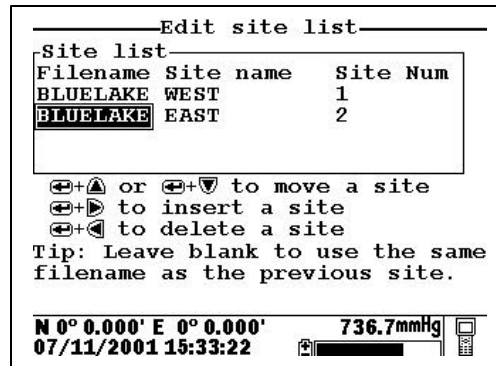 Edit site list
Site list
Filename Site name Site Num
BLUELAKE WEST 1
BLUELAKE EAST 2
+ or + to move a site
+ to insert a site
+ to delete a site
Tip: Leave blank to use the same
filename as the previous site.
N 0° 0.000' E 0° 0.000' 736.7mmHg
07/11/2001 15:33:22